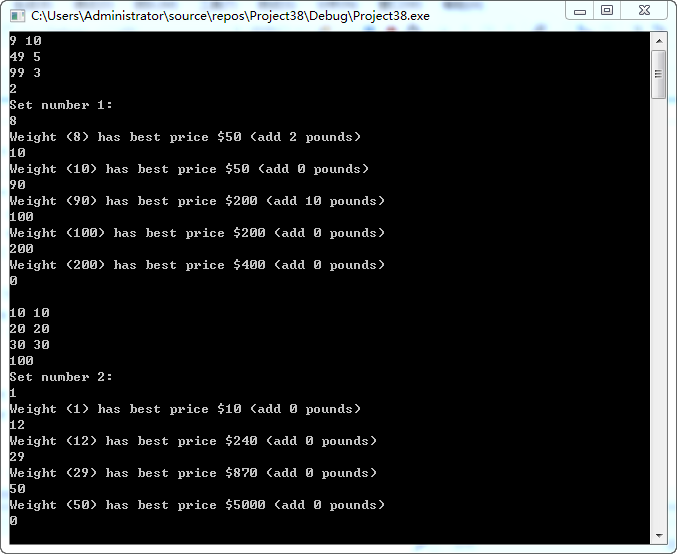 C:\Users\Administrator\source\repos\Project38\Debug\Project38.exe
9 10
49 5
99 3
2
Set number 1:
8
Weight (8) has best price $50 (add 2 pounds)
10
Weight (10) has best price $50 (add 0 pounds)
90
Weight (90) has best price $200 (add 10 pounds)
100
Weight (100) has best price $200 (add 0 pounds)
200
Weight (200) has best price $400 (add 0 pounds)
0
10 10
20 20
30 30
100
Set number 2:
1
Weight (1) has best price $10 (add 0 pounds)
12
Weight (12) has best price $240 (add 0 pounds)
29
Weight (29) has best price $870 (add 0 pounds)
50
Weight (50) has best price $5000 (add 0 pounds)
0